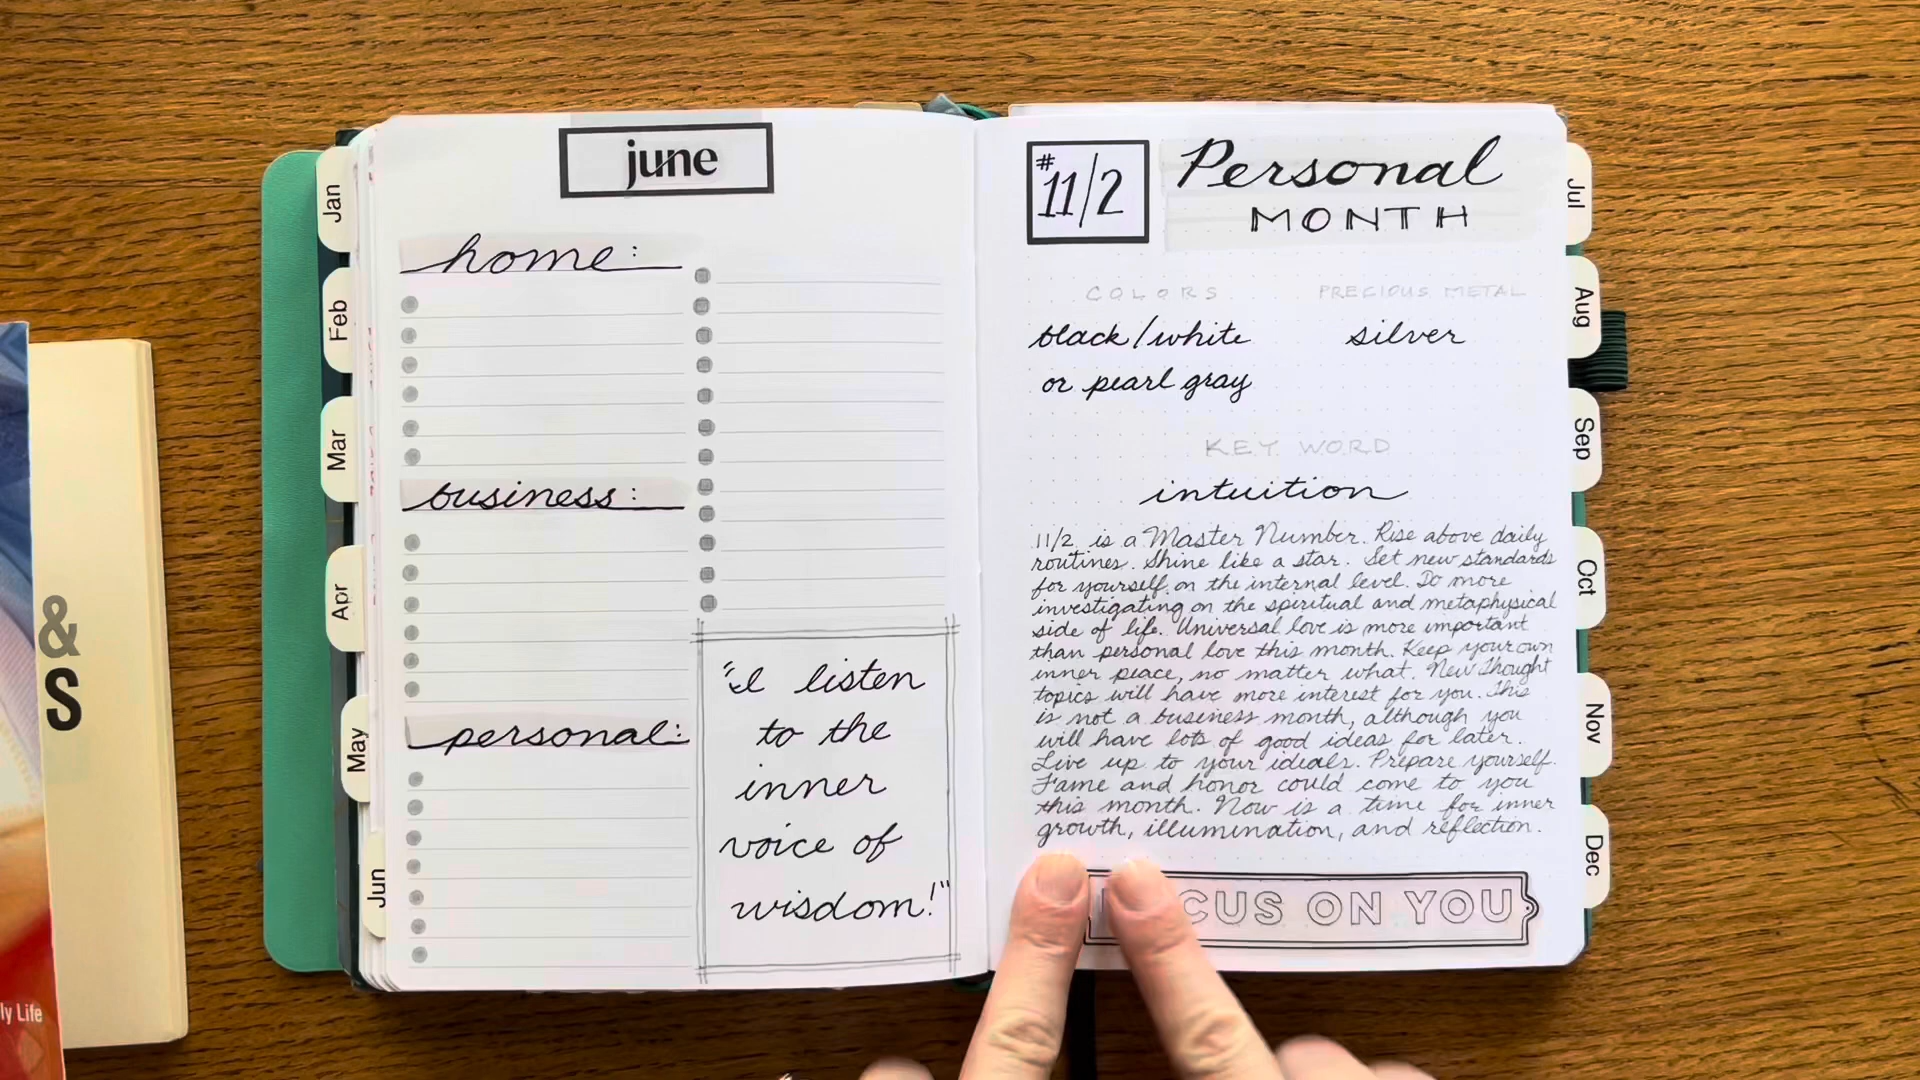 june
home:
business:
personal:
"I listen
to the
inner
voice of
wisdom!"
#11/2
Personal
MONTH
COLORS
black/white
or pearl gray
PRECIOUS METAL
silver
KEY WORD
intuition
11/2 is a Master Number. Rise above daily
routines. Shine like a star. Set new standards
for yourself on the internal level. Do more
investigating on the spiritual and metaphysical
side of life. Universal love is more important
than personal love this month. Keep your own
inner peace, no matter what. New Thought
topics will have more interest for you. This
is not a business month, although you
will have lots of good ideas for later.
Live up to your ideals. Prepare yourself.
Fame and honor could come to you
this month. Now is a time for inner
growth, illumination, and reflection.
CUS ON YOU
Jan
Feb
Mar
Apr
May
Jun
Jul
Aug
Sep
Oct
Nov
Dec
&
S
ly Life